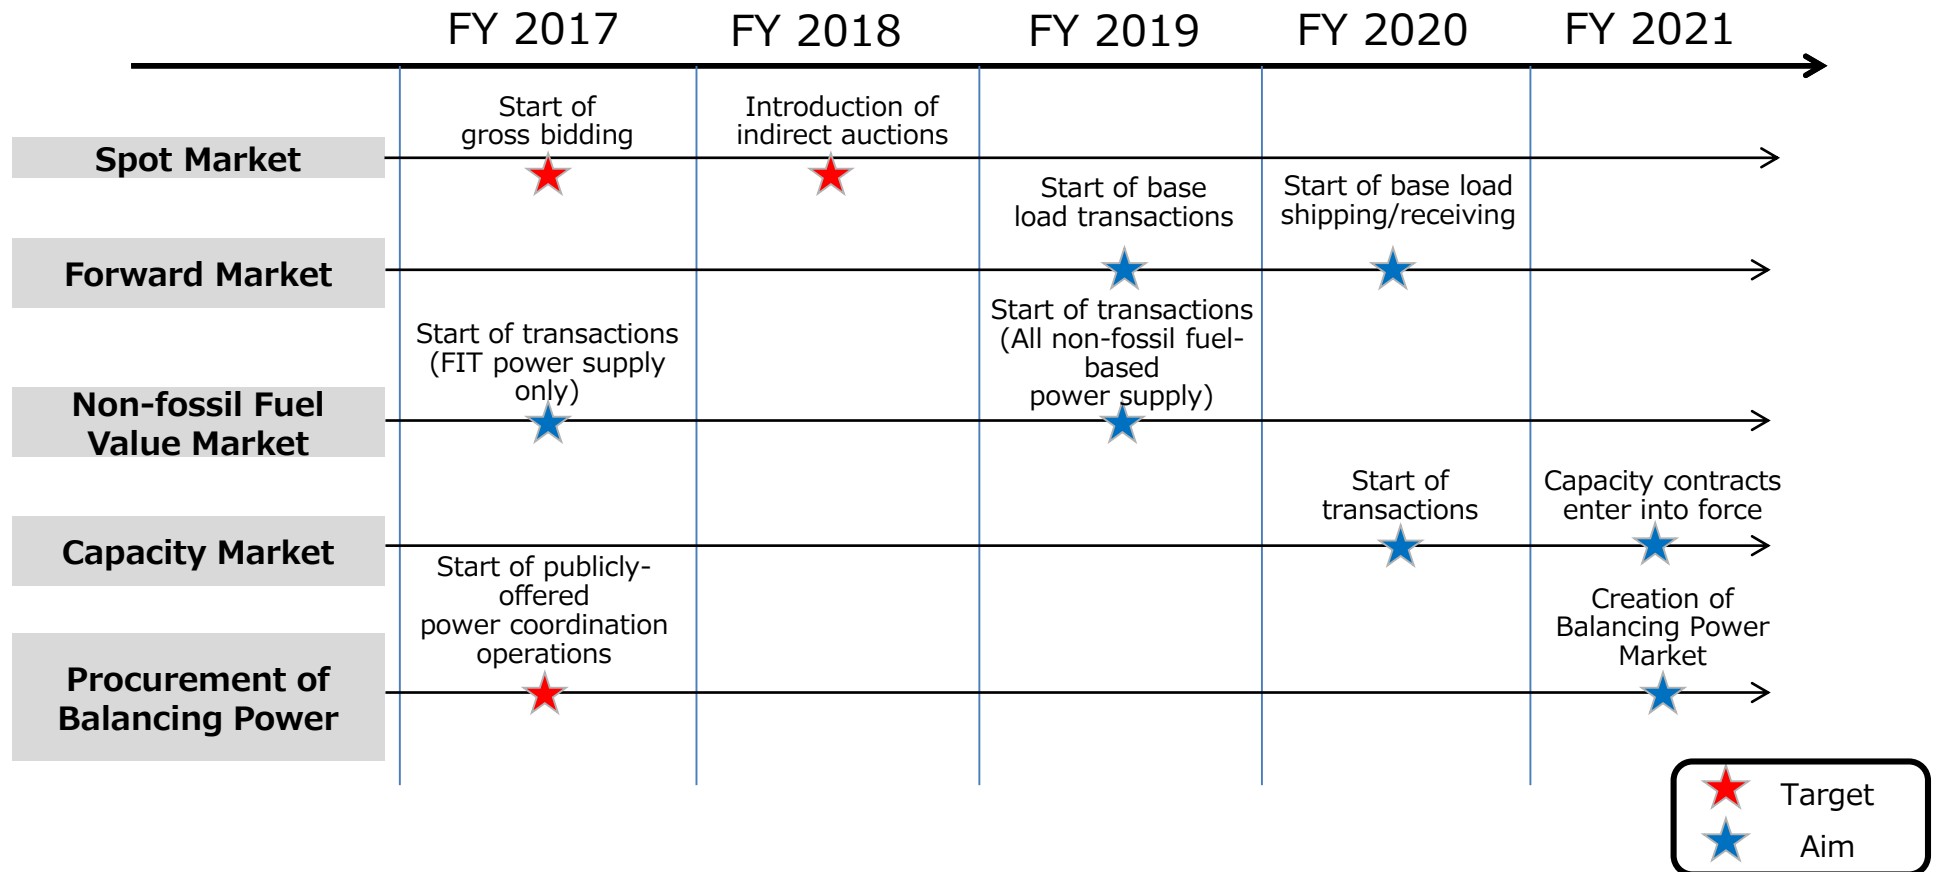 FY 2017
FY 2018
FY 2019
FY 2020
FY 2021
Spot Market
Start of
gross bidding
Introduction of
indirect auctions
Forward Market
Start of base
load transactions
Start of base load
shipping/receiving
Non-fossil Fuel
Value Market
Start of transactions
(FIT power supply
only)
Start of transactions
(All non-fossil fuel-
based
power supply)
Capacity Market
Start of
transactions
Capacity contracts
enter into force
Procurement of
Balancing Power
Start of publicly-
offered
power coordination
operations
Creation of
Balancing Power
Market
Target
Aim